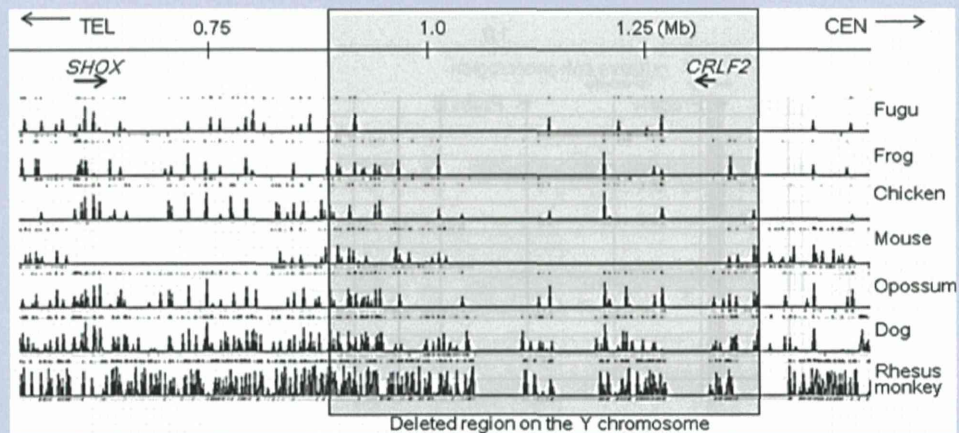 TEL 0.75 1.0 1.25 (Mb) CEN
SHOX CRLF2
Fugu
Frog
Chicken
Mouse
Opossum
Dog
Rhesus
monkey
Deleted region on the Y chromosome